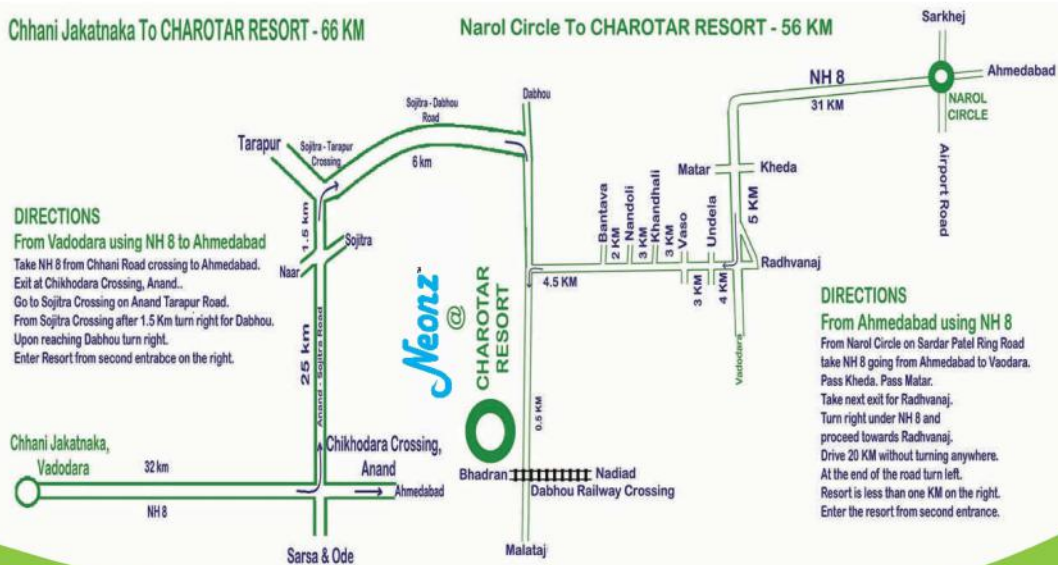 Chhani Jakatnaka To CHAROTAR RESORT - 66 KM
Narol Circle To CHAROTAR RESORT - 56 KM
Sarkhej
Ahmedabad
NAROL
CIRCLE
Airport Road
NH 8
31 KM
Dabhou
Sojitra - Dabhou
Road
6 km
Tarapur
Sojitra - Tarapur
Crossing
1.5 km
Sojitra
Naar
25 km
Anand - Sojitra Road
Matar
Kheda
5 KM
Radhvanaj
Vadodara
Bantava
2 KM
Nandoli
3 KM
Khandhali
3 KM
Vaso
3 KM
Undela
4 KM
4.5 KM
DIRECTIONS
From Vadodara using NH 8 to Ahmedabad
Take NH 8 from Chhani Road crossing to Ahmedabad.
Exit at Chikhodara Crossing, Anand..
Go to Sojitra Crossing on Anand Tarapur Road.
From Sojitra Crossing after 1.5 Km turn right for Dabhou.
Upon reaching Dabhou turn right.
Enter Resort from second entrabce on the right.
Neonz™
@
CHAROTAR
RESORT
0.5 KM
DIRECTIONS
From Ahmedabad using NH 8
From Narol Circle on Sardar Patel Ring Road
take NH 8 going from Ahmedabad to Vaodara.
Pass Kheda. Pass Matar.
Take next exit for Radhvanaj.
Turn right under NH 8 and
proceed towards Radhvanaj.
Drive 20 KM without turning anywhere.
At the end of the road turn left.
Resort is less than one KM on the right.
Enter the resort from second entrance.
Chhani Jakatnaka,
Vadodara
32 km
NH 8
Chikhodara Crossing,
Anand
Ahmedabad
Sarsa & Ode
Bhadran
Nadiad
Dabhou Railway Crossing
Malataj